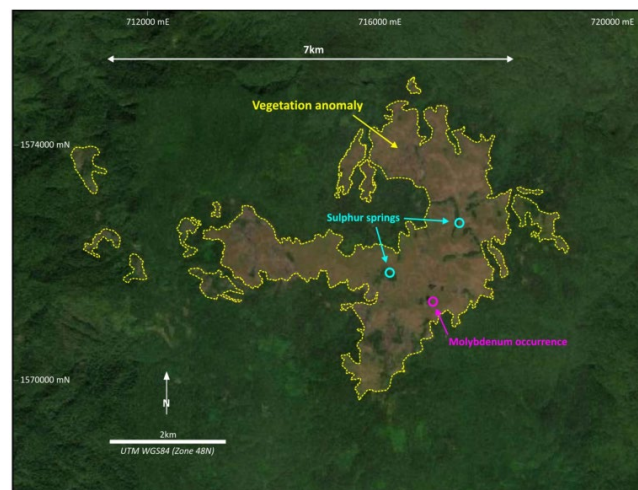 712000 mE
716000 mE
720000 mE
7km
Vegetation anomaly
1574000 mN
Sulphur springs
Molybdenum occurrence
1570000 mN
N
2km
UTM WGS84 (Zone 48N)